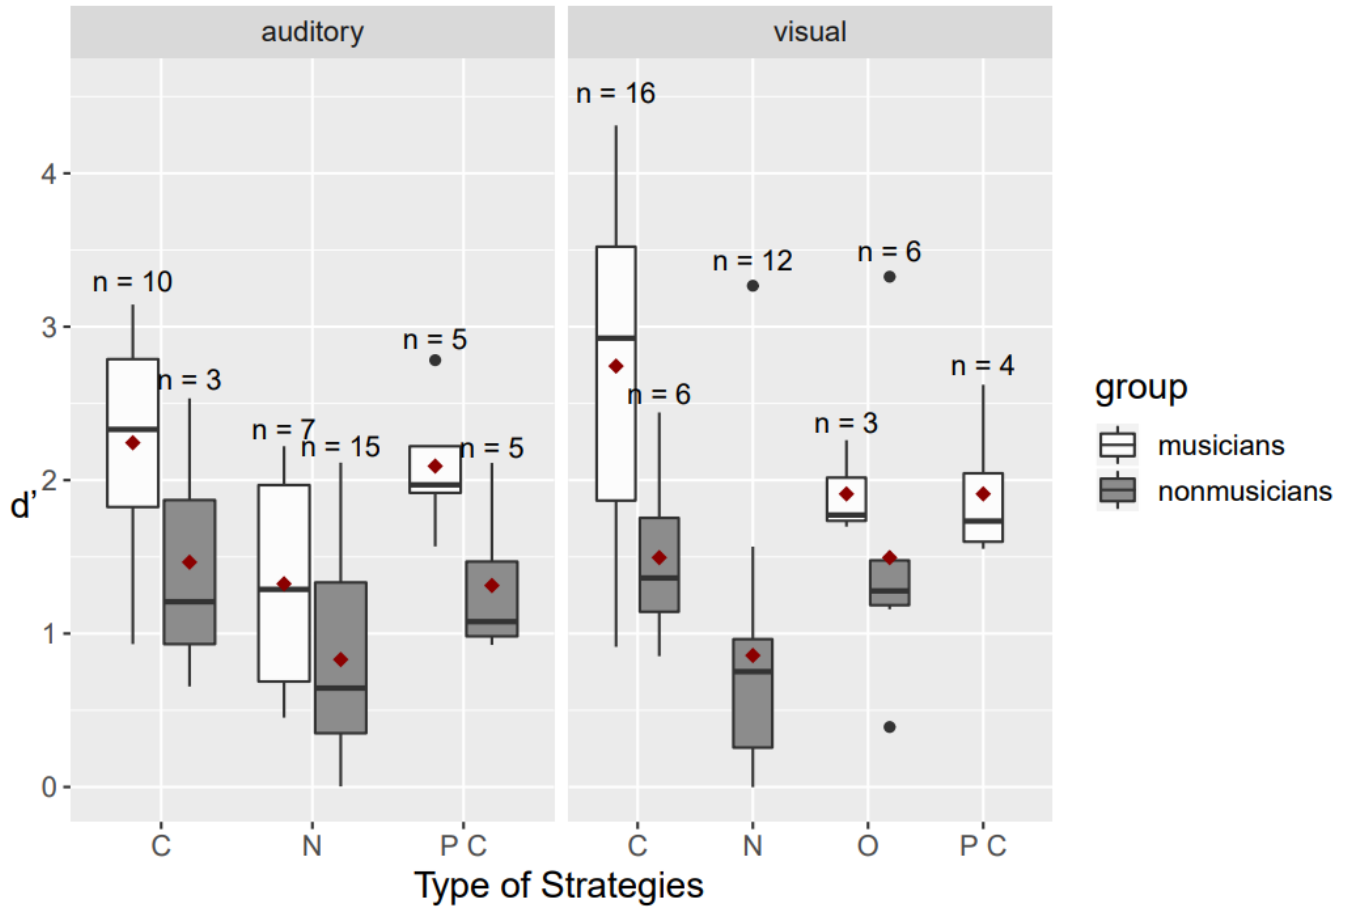 auditory
visual
n = 16
n = 10
n = 3
n = 7
n = 15
n = 5
n = 5
n = 6
n = 12
n = 3
n = 6
n = 4
4
3
2
1
0
d’
C
N
P C
C
N
O
P C
Type of Strategies
group
musicians
nonmusicians